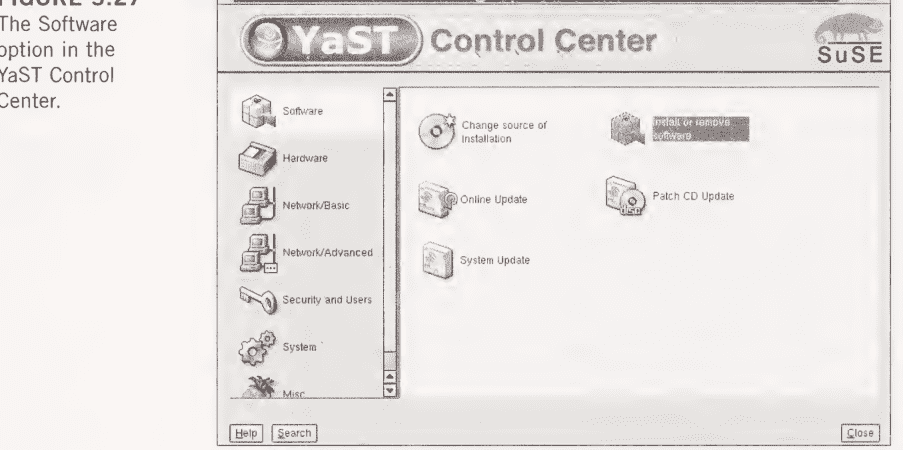 FIGURE 3.27
The Software
option in the
YaST Control
Center.
YaST Control Center
SuSE
Software
Hardware
Network/Basic
Network/Advanced
Security and Users
System
Misc
Change source of
installation
Install or remove
software
Online Update
Patch CD Update
System Update
Help
Search
Close